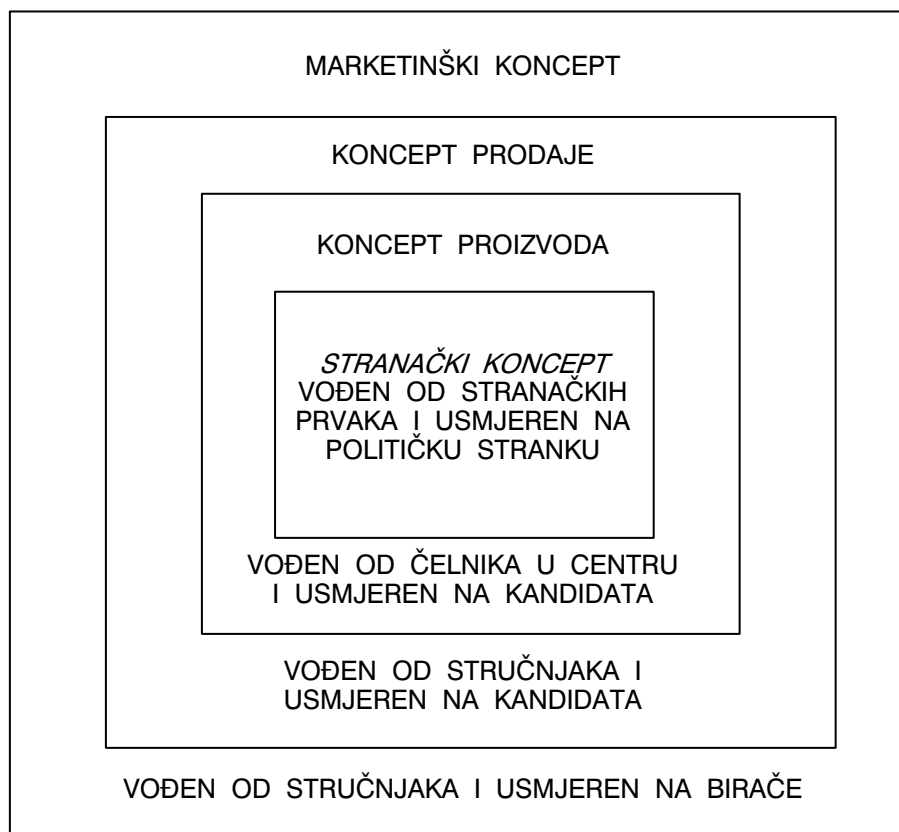 MARKETINŠKI KONCEPT
KONCEPT PRODAJE
KONCEPT PROIZVODA
STRANAČKI KONCEPT
VOĐEN OD STRANAČKIH
PRVAKA I USMJEREN NA
POLITIČKU STRANKU
VOĐEN OD ČELNIKA U CENTRU
I USMJEREN NA KANDIDATA
VOĐEN OD STRUČNJAKA I
USMJEREN NA KANDIDATA
VOĐEN OD STRUČNJAKA I USMJEREN NA BIRAČE